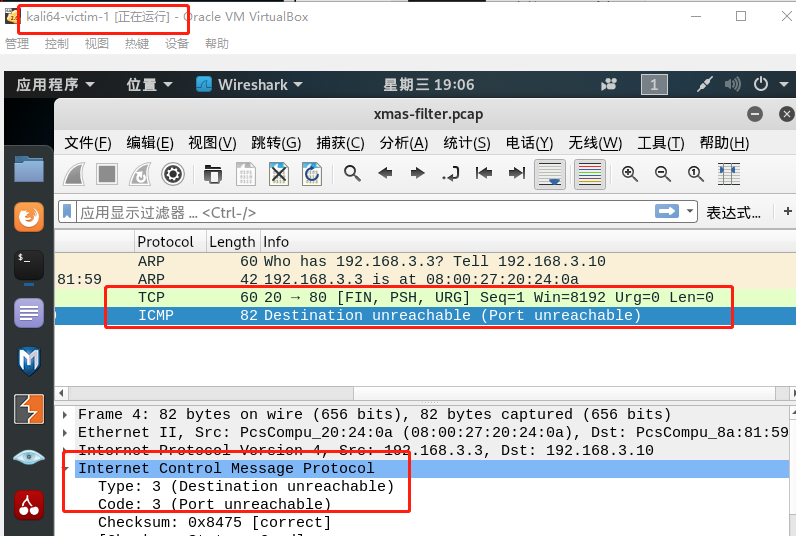 kali64-victim-1 [正在运行] - Oracle VM VirtualBox
管理 控制 视图 热键 设备 帮助
应用程序 位置 Wireshark 星期三 19:06 1
xmas-filter.pcap
文件(F) 编辑(E) 视图(V) 跳转(G) 捕获(C) 分析(A) 统计(S) 电话(Y) 无线(W) 工具(T) 帮助(H)
应用显示过滤器 … <Ctrl-/> 表达式… +
Protocol Length Info
ARP 60 Who has 192.168.3.3? Tell 192.168.3.10
81:59 ARP 42 192.168.3.3 is at 08:00:27:20:24:0a
TCP 60 20 → 80 [FIN, PSH, URG] Seq=1 Win=8192 Urg=0 Len=0
ICMP 82 Destination unreachable (Port unreachable)
Frame 4: 82 bytes on wire (656 bits), 82 bytes captured (656 bits)
Ethernet II, Src: PcsCompu_20:24:0a (08:00:27:20:24:0a), Dst: PcsCompu_8a:81:59
Internet Protocol Version 4, Src: 192.168.3.3, Dst: 192.168.3.10
Internet Control Message Protocol
Type: 3 (Destination unreachable)
Code: 3 (Port unreachable)
Checksum: 0x8475 [correct]